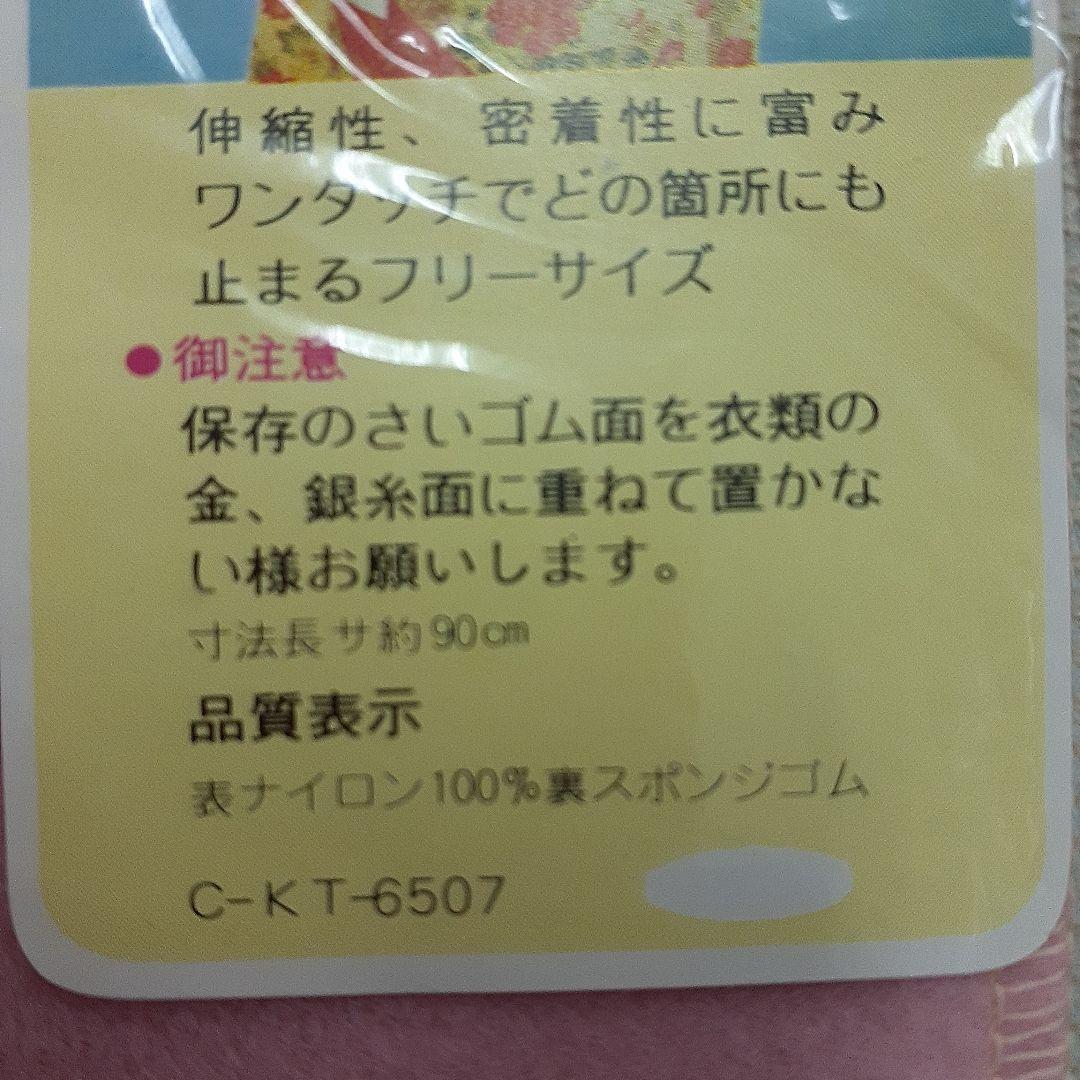 伸縮性、密着性に富み
ワンタッチでどの箇所にも
止まるフリーサイズ
●御注意
保存のさいゴム面を衣類の
金、銀糸面に重ねて置かな
い様お願いします。
寸法長サ約90cm
品質表示
表ナイロン100%裏スポンジゴム
C-KT-6507